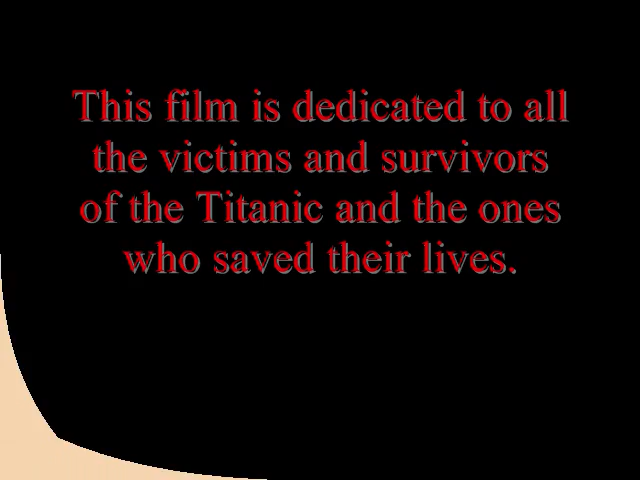 This film is dedicated to all
the victims and survivors
of the Titanic and the ones
who saved their lives.